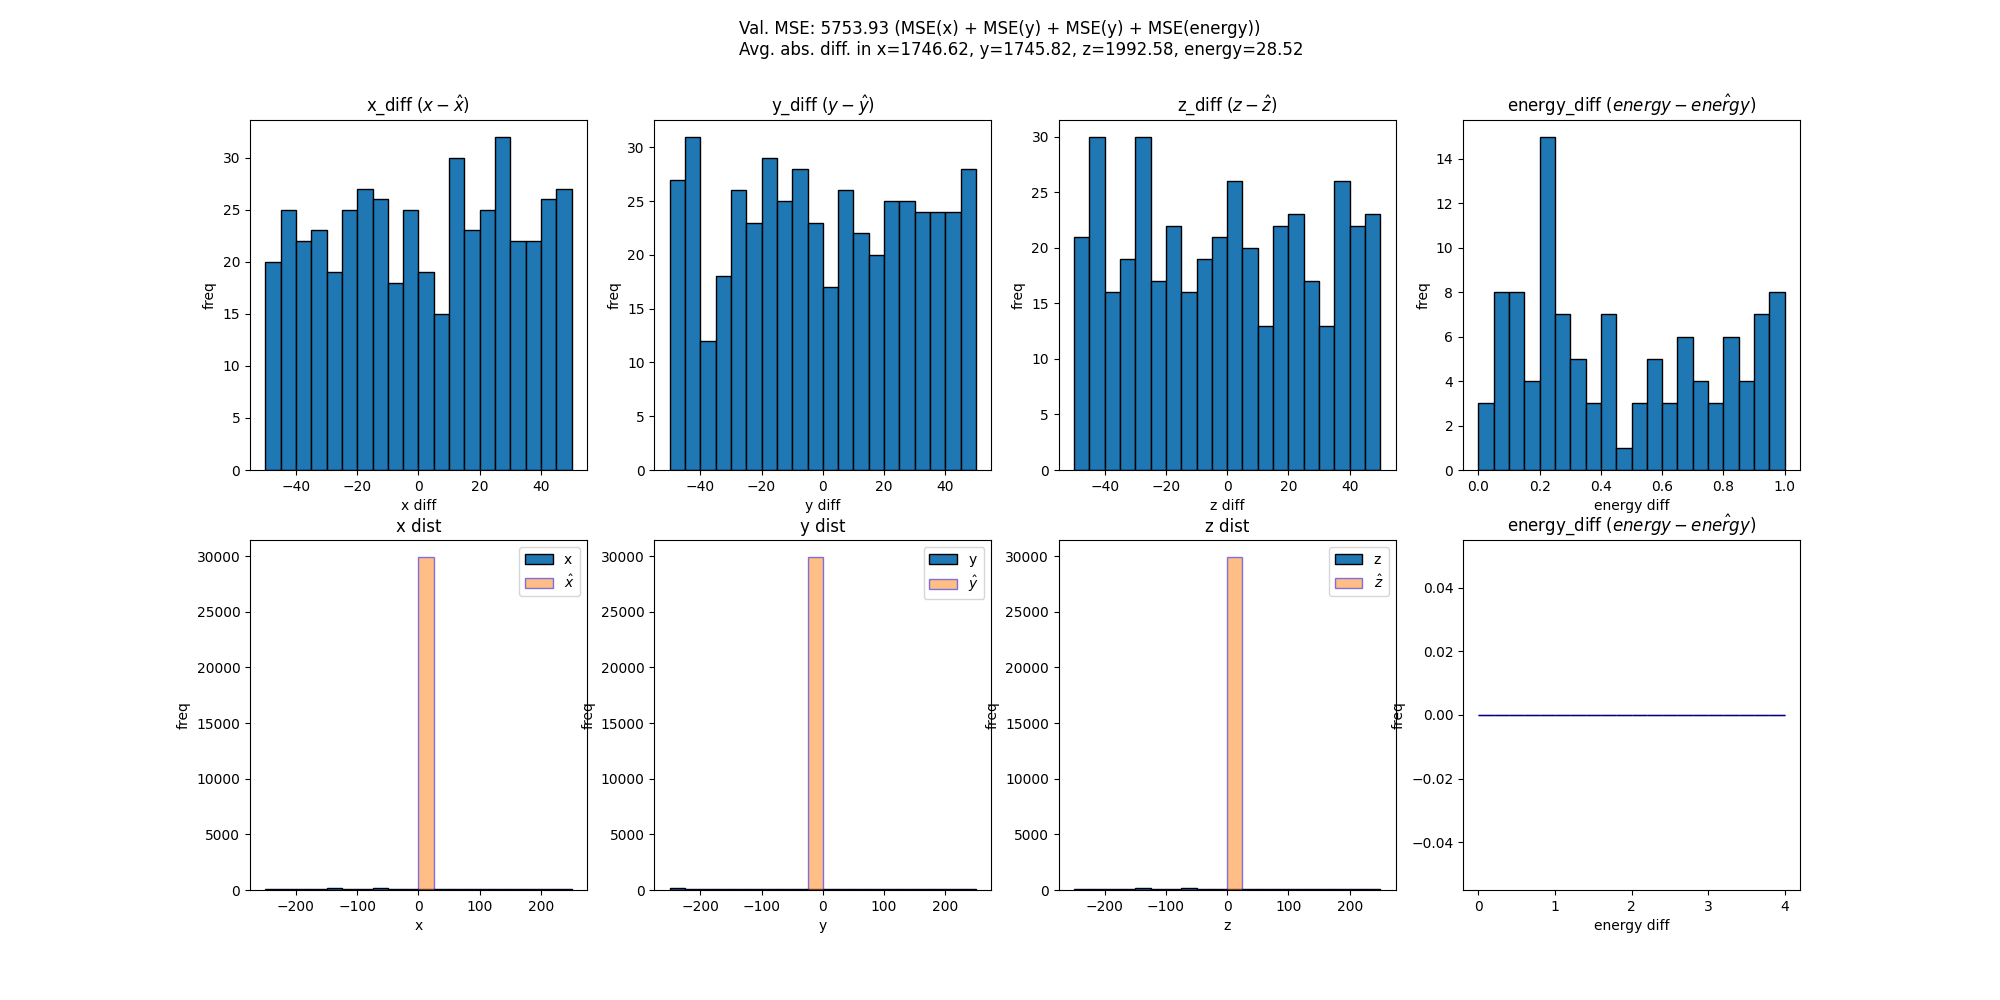 Val. MSE: 5753.93 (MSE(x) + MSE(y) + MSE(y) + MSE(energy))
Avg. abs. diff. in x=1746.62, y=1745.82, z=1992.58, energy=28.52
x_diff (x − x̂)
freq
30
25
20
15
10
5
0
−40 −20 0 20 40
x diff
y_diff (y − ŷ)
freq
30
25
20
15
10
5
0
−40 −20 0 20 40
y diff
z_diff (z − ẑ)
freq
30
25
20
15
10
5
0
−40 −20 0 20 40
z diff
energy_diff (energy − enerĝy)
freq
14
12
10
8
6
4
2
0
0.0 0.2 0.4 0.6 0.8 1.0
energy diff
x dist
freq
30000
25000
20000
15000
10000
5000
0
x
x̂
−200 −100 0 100 200
x
y dist
freq
30000
25000
20000
15000
10000
5000
0
y
ŷ
−200 −100 0 100 200
y
z dist
freq
30000
25000
20000
15000
10000
5000
0
z
ẑ
−200 −100 0 100 200
z
energy_diff (energy − enerĝy)
freq
0.04
0.02
0.00
−0.02
−0.04
0 1 2 3 4
energy diff